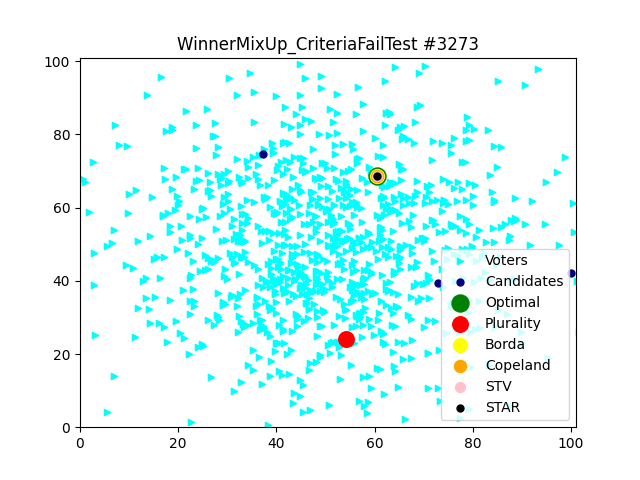 WinnerMixUp_CriteriaFailTest #3273
100
80
60
40
20
0
0
20
40
60
80
100
Voters
Candidates
Optimal
Plurality
Borda
Copeland
STV
STAR